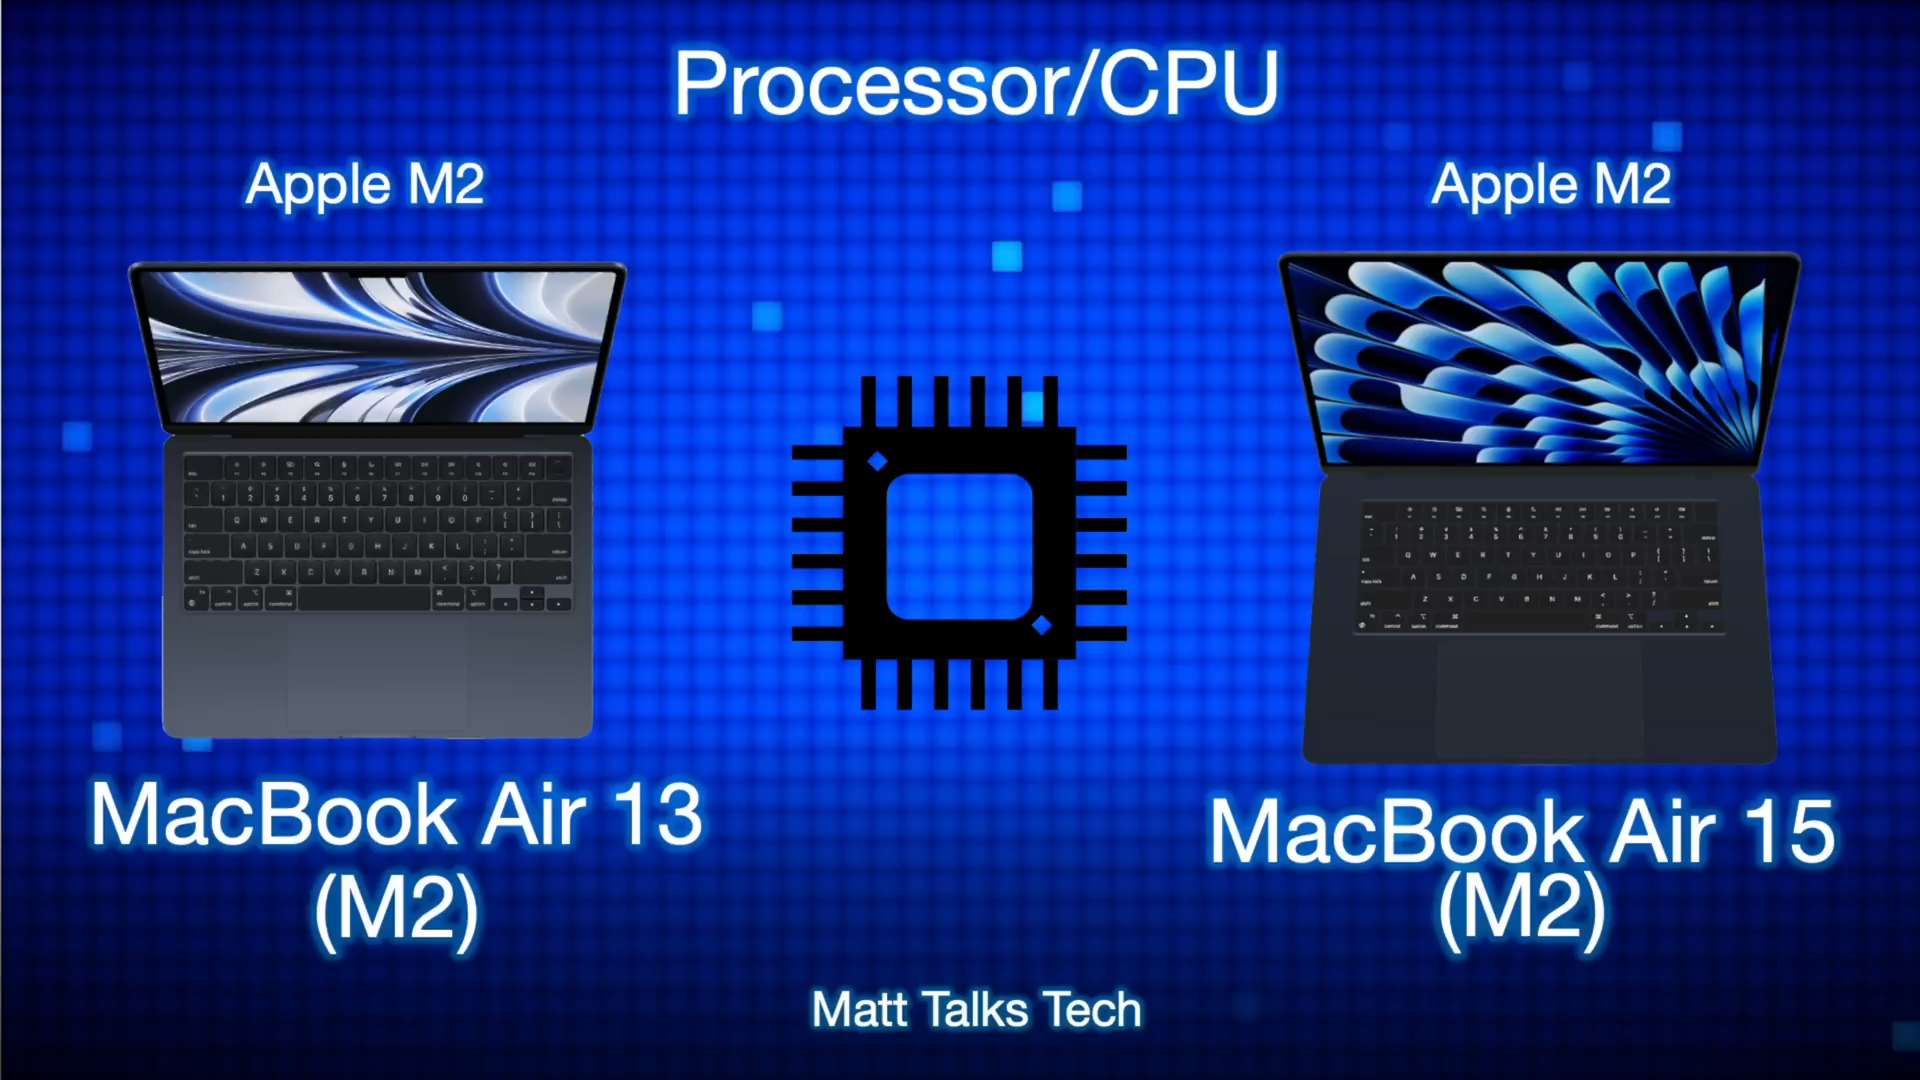 Processor/CPU
Apple M2
Apple M2
MacBook Air 13
(M2)
MacBook Air 15
(M2)
Matt Talks Tech